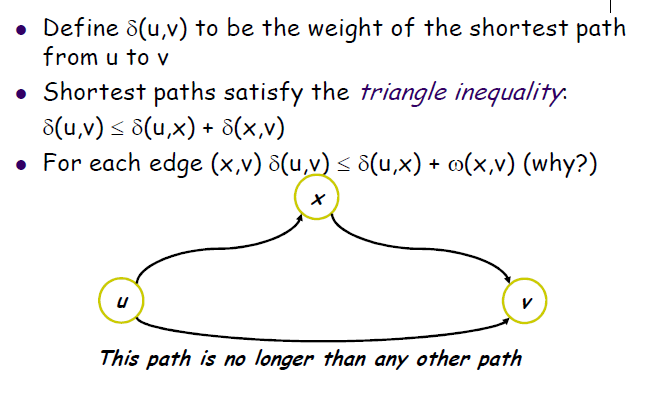 • Define δ(u,v) to be the weight of the shortest path
from u to v
• Shortest paths satisfy the triangle inequality:
δ(u,v) ≤ δ(u,x) + δ(x,v)
• For each edge (x,v) δ(u,v) ≤ δ(u,x) + ω(x,v) (why?)
x
u
v
This path is no longer than any other path